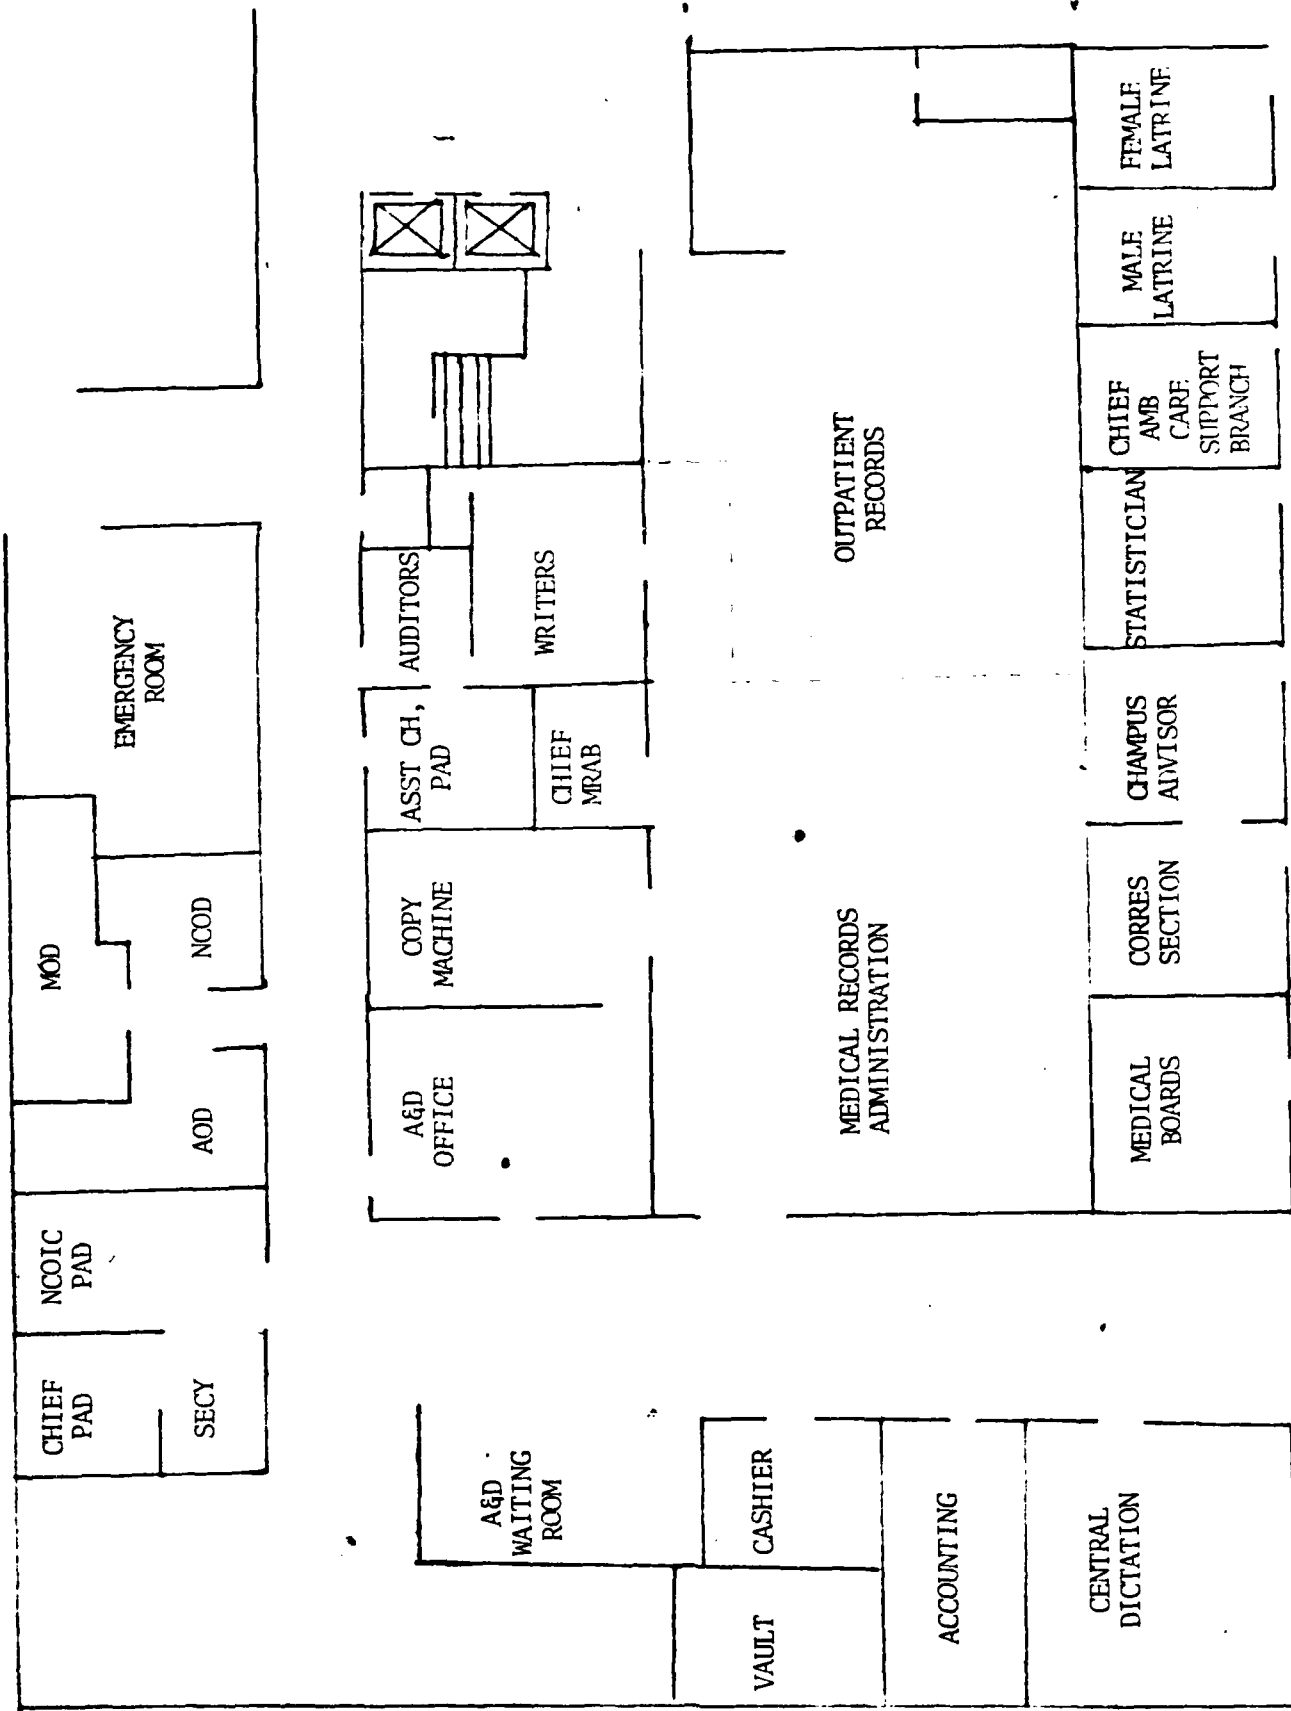 CHIEF
PAD
SECY
NCOIC
PAD
AOD
MOD
NCOD
EMERGENCY
ROOM
A&D
WAITING
ROOM
A&D
OFFICE
COPY
MACHINE
ASST CH,
PAD
CHIEF
MRAB
AUDITORS
WRITERS
VAULT
CASHIER
ACCOUNTING
CENTRAL
DICTATION
MEDICAL RECORDS
ADMINISTRATION
OUTPATIENT
RECORDS
MEDICAL
BOARDS
CORRES
SECTION
CHAMPUS
ADVISOR
STATISTICIAN
CHIEF
AMB
CARE
SUPPORT
BRANCH
MALE
LATRINE
FEMALE
LATRINE